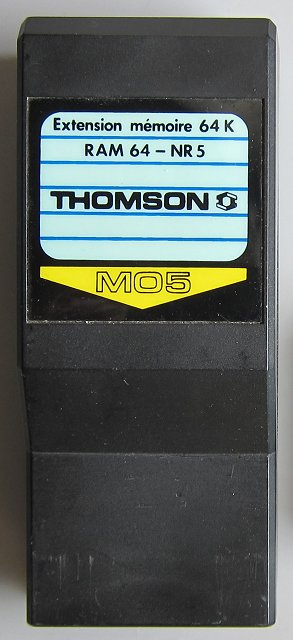 Extension mémoire 64 K
RAM 64 – NR 5
THOMSON
MO5